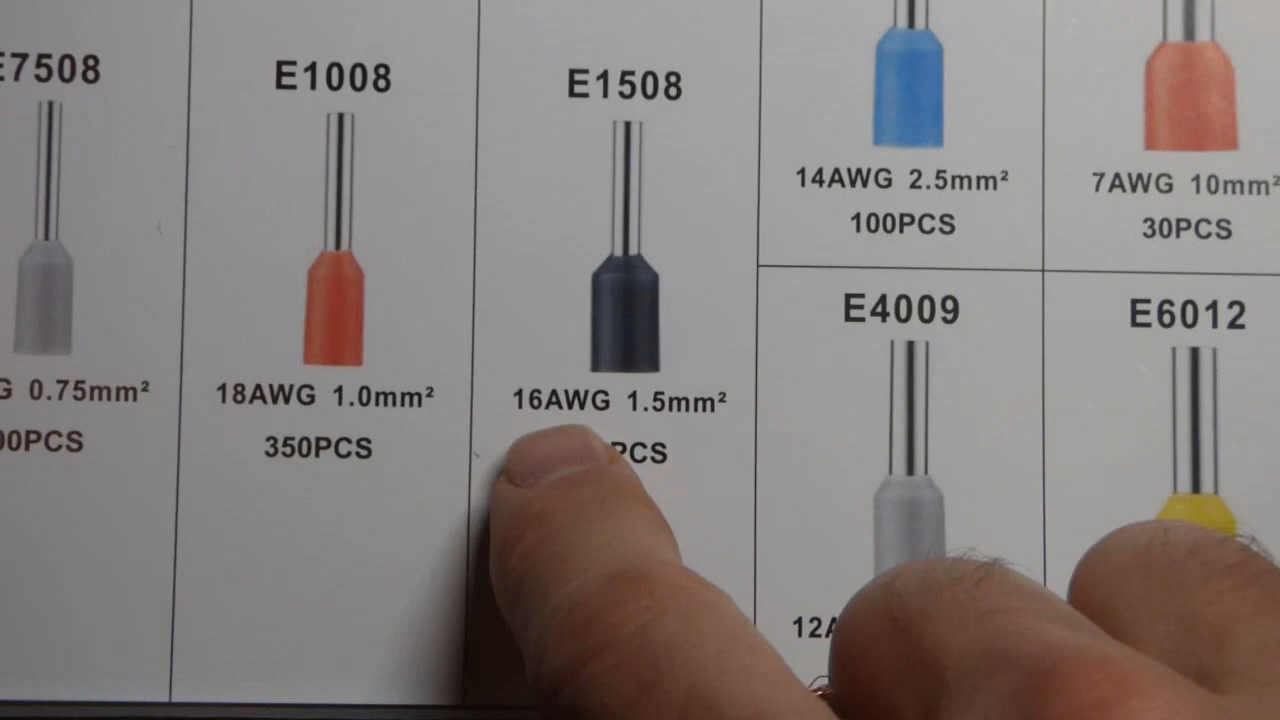 E7508
0.75mm²
E1008
18AWG 1.0mm²
350PCS
E1508
16AWG 1.5mm²
PCS
14AWG 2.5mm²
100PCS
7AWG 10mm²
30PCS
E4009
E6012